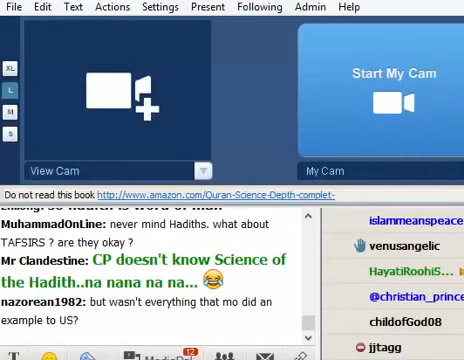 File Edit Text Actions Settings Present Following Admin Help
XL
L
M
S
Start My Cam
View Cam
My Cam
Do not read this book http://www.amazon.com/Quran-Science-Depth-complet-
MuhammadOnLine: never mind Hadiths. what about
TAFSIRS ? are they okay ?
Mr Clandestine: CP doesn't know Science of
the Hadith..na nana na na...
nazorean1982: but wasn't everything that mo did an
example to US?
islammeanspeace
venusangelic
HayatiRoohiS...
@christian_prince
childofGod08
jjtagg
T
12